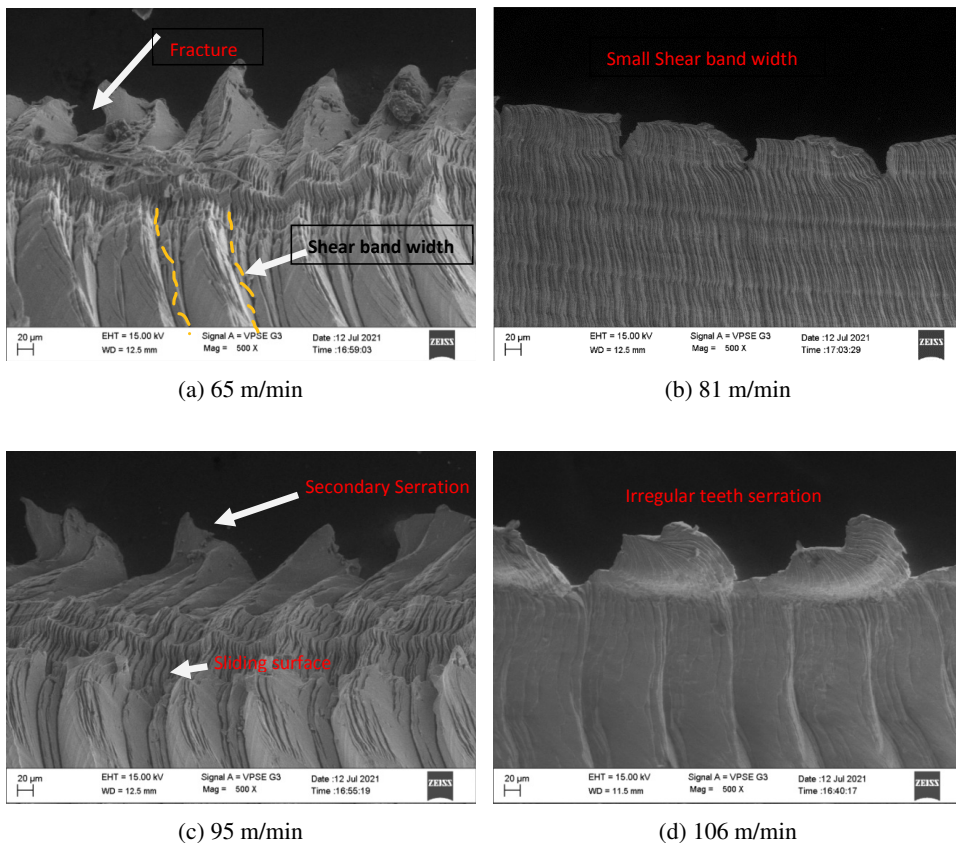 Fracture
Shear band width
20 µm
EHT = 15.00 kV
WD = 12.5 mm
Signal A = VPSE G3
Mag = 500 X
Date :12 Jul 2021
Time :16:59:03
ZEISS
(a) 65 m/min
Small Shear band width
20 µm
EHT = 15.00 kV
WD = 12.5 mm
Signal A = VPSE G3
Mag = 500 X
Date :12 Jul 2021
Time :17:03:29
ZEISS
(b) 81 m/min
Secondary Serration
Sliding surface
20 µm
EHT = 15.00 kV
WD = 12.5 mm
Signal A = VPSE G3
Mag = 500 X
Date :12 Jul 2021
Time :16:55:19
ZEISS
(c) 95 m/min
Irregular teeth serration
20 µm
EHT = 15.00 kV
WD = 11.5 mm
Signal A = VPSE G3
Mag = 500 X
Date :12 Jul 2021
Time :16:40:17
ZEISS
(d) 106 m/min